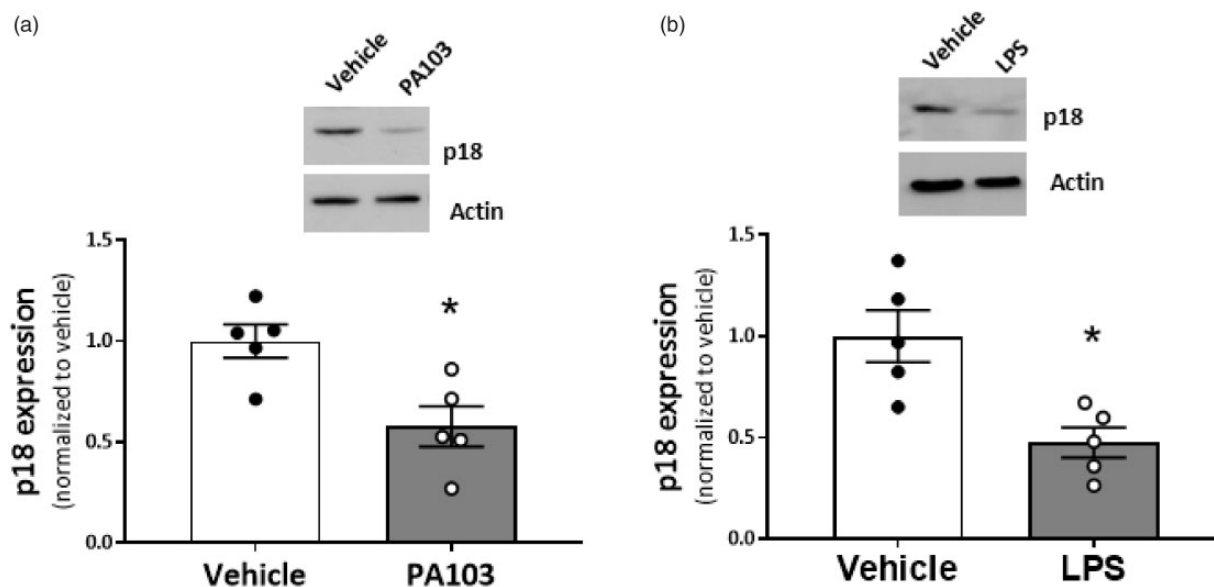 (a)
Vehicle
PA103
p18
Actin
p18 expression
(normalized to vehicle)
1.5
1.0
0.5
0.0
*
Vehicle
PA103
(b)
Vehicle
LPS
p18
Actin
p18 expression
(normalized to vehicle)
1.5
1.0
0.5
0.0
*
Vehicle
LPS